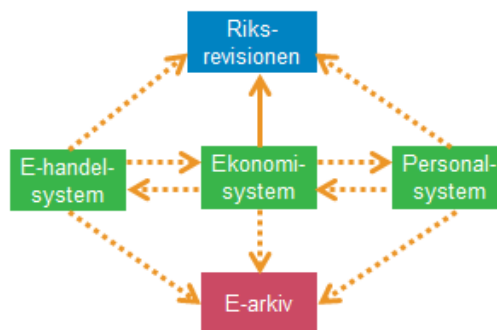 Riks-
revisionen
E-handel-
system
Ekonomi-
system
Personal-
system
E-arkiv